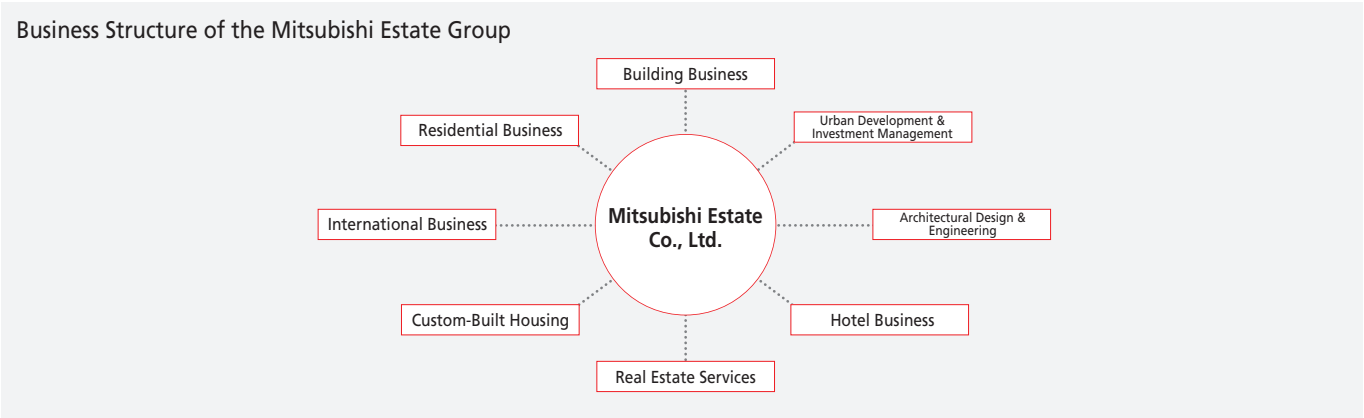 Business Structure of the Mitsubishi Estate Group
Building Business
Urban Development &
Investment Management
Residential Business
Mitsubishi Estate
Co., Ltd.
International Business
Architectural Design &
Engineering
Custom-Built Housing
Hotel Business
Real Estate Services